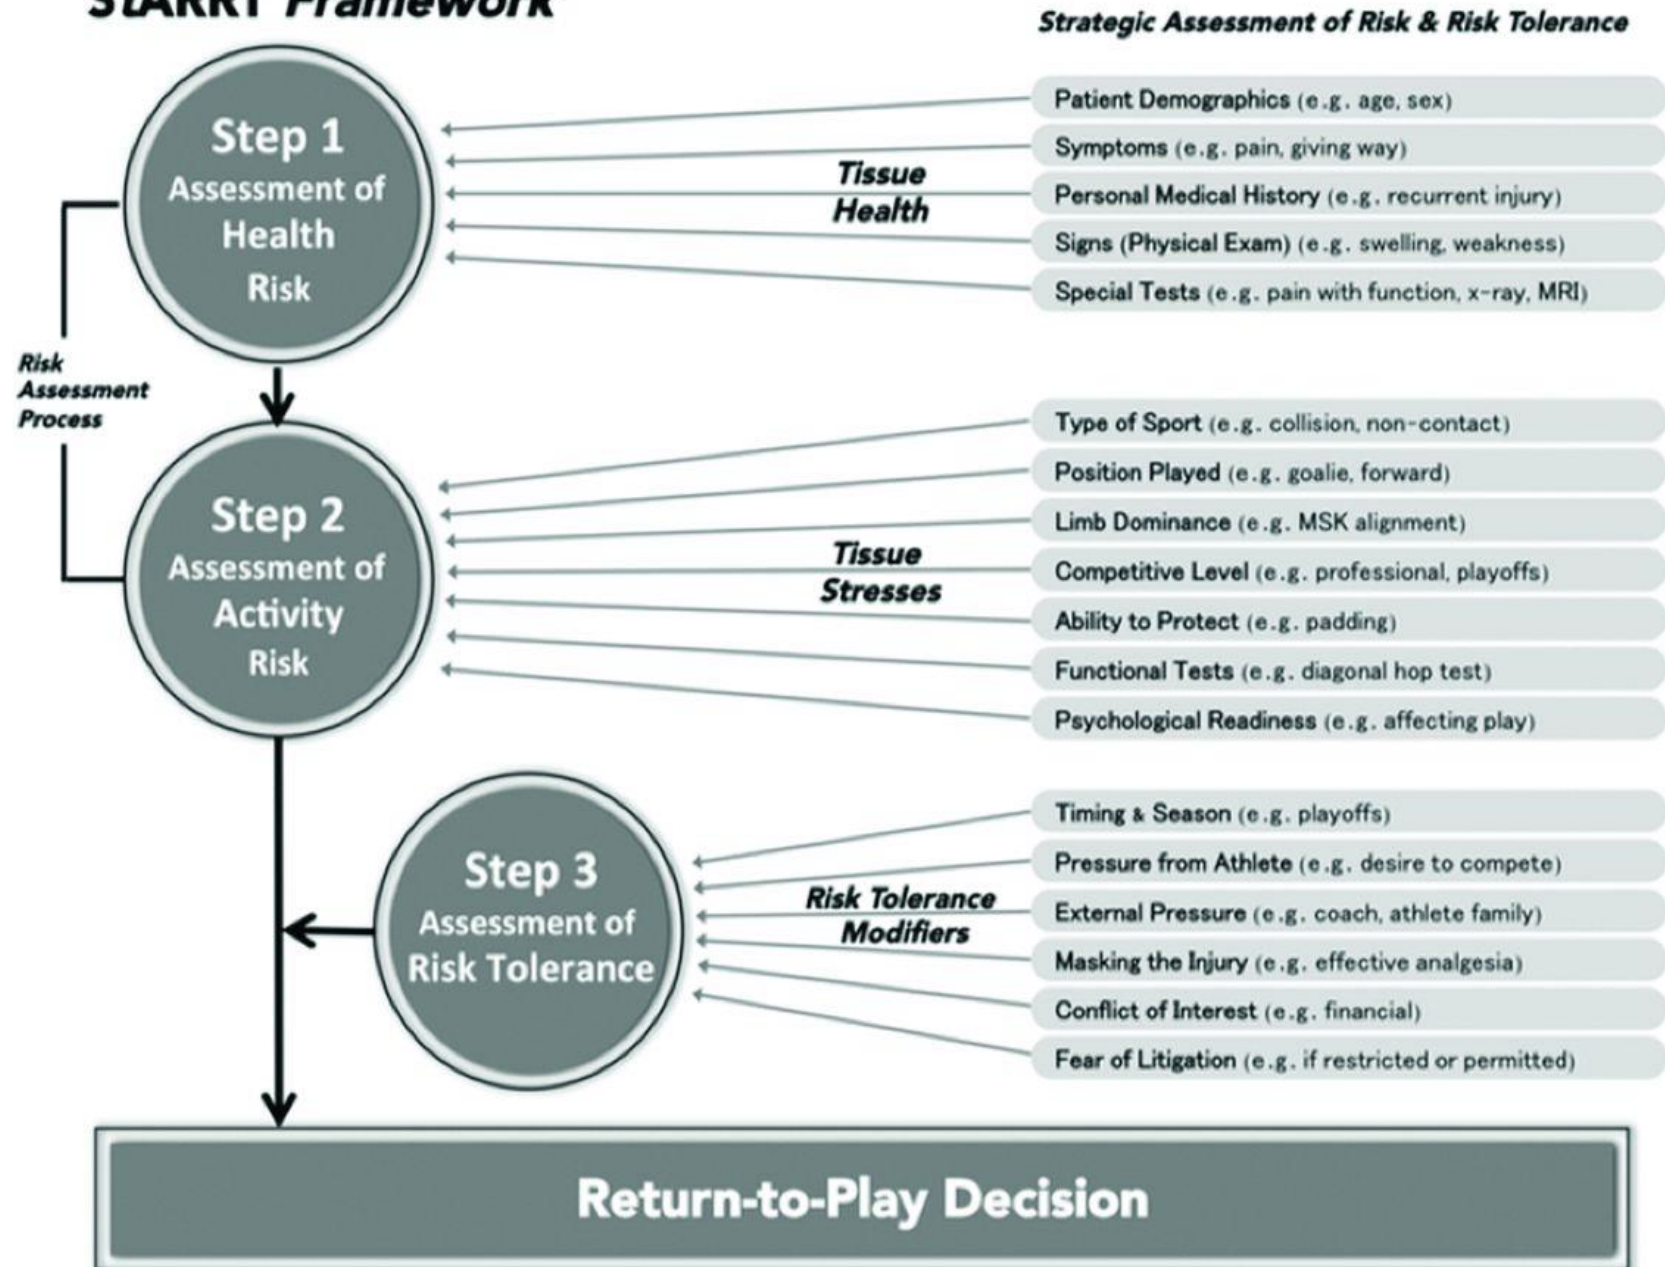 StARRT Framework
Strategic Assessment of Risk & Risk Tolerance
Step 1
Assessment of
Health
Risk
Tissue
Health
Patient Demographics (e.g. age, sex)
Symptoms (e.g. pain, giving way)
Personal Medical History (e.g. recurrent injury)
Signs (Physical Exam) (e.g. swelling, weakness)
Special Tests (e.g. pain with function, x-ray, MRI)
Risk
Assessment
Process
Step 2
Assessment of
Activity
Risk
Tissue
Stresses
Type of Sport (e.g. collision, non-contact)
Position Played (e.g. goalie, forward)
Limb Dominance (e.g. MSK alignment)
Competitive Level (e.g. professional, playoffs)
Ability to Protect (e.g. padding)
Functional Tests (e.g. diagonal hop test)
Psychological Readiness (e.g. affecting play)
Step 3
Assessment of
Risk Tolerance
Risk Tolerance
Modifiers
Timing & Season (e.g. playoffs)
Pressure from Athlete (e.g. desire to compete)
External Pressure (e.g. coach, athlete family)
Masking the Injury (e.g. effective analgesia)
Conflict of Interest (e.g. financial)
Fear of Litigation (e.g. if restricted or permitted)
Return-to-Play Decision